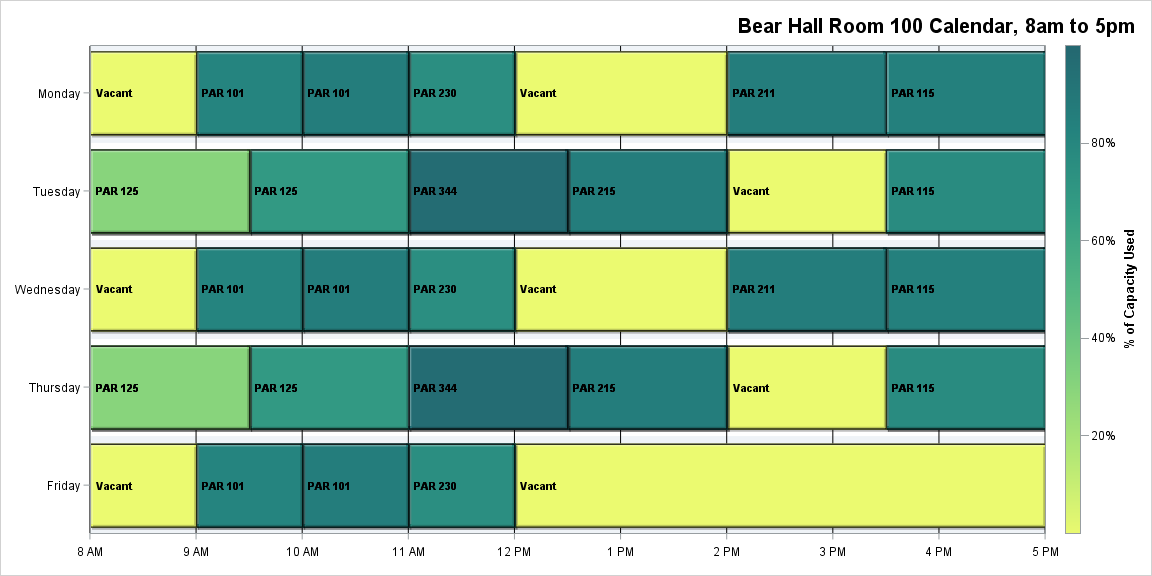 Bear Hall Room 100 Calendar, 8am to 5pm
Monday
Vacant
PAR 101
PAR 101
PAR 230
Vacant
PAR 211
PAR 115
Tuesday
PAR 125
PAR 125
PAR 344
PAR 215
Vacant
PAR 115
Wednesday
Vacant
PAR 101
PAR 101
PAR 230
Vacant
PAR 211
PAR 115
Thursday
PAR 125
PAR 125
PAR 344
PAR 215
Vacant
PAR 115
Friday
Vacant
PAR 101
PAR 101
PAR 230
Vacant
8 AM
9 AM
10 AM
11 AM
12 PM
1 PM
2 PM
3 PM
4 PM
5 PM
80%
60%
40%
20%
% of Capacity Used